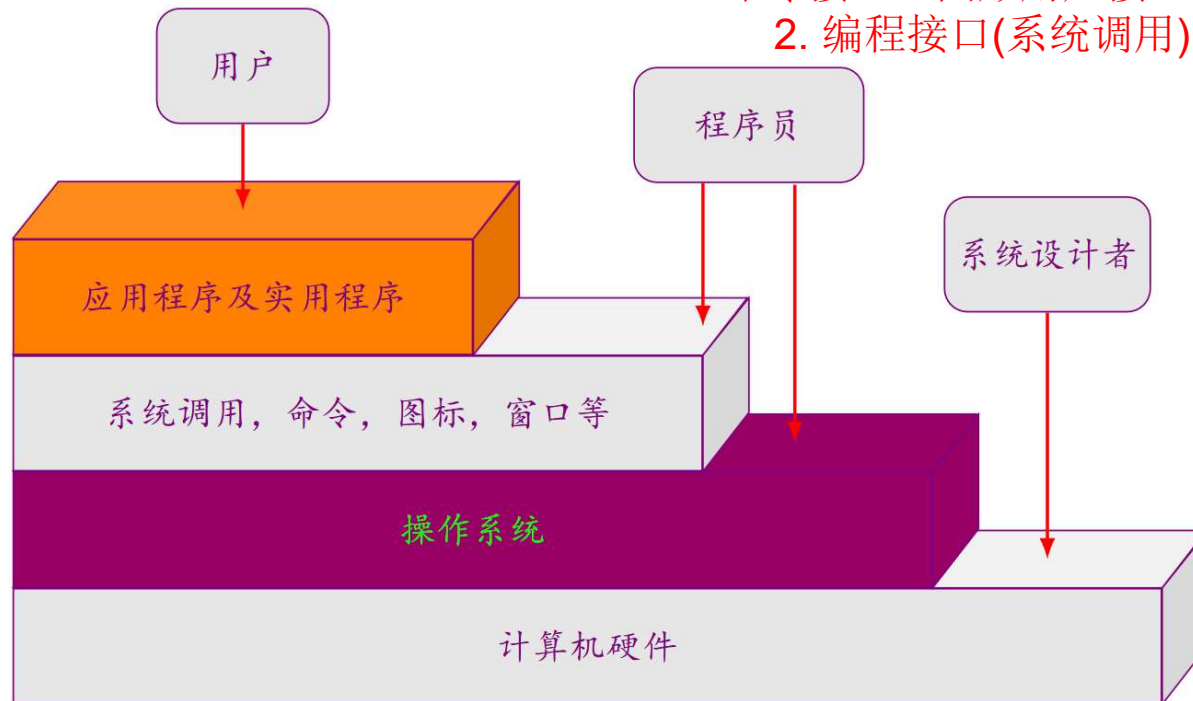 2. 编程接口(系统调用)
用户
程序员
系统设计者
应用程序及实用程序
系统调用，命令，图标，窗口等
操作系统
计算机硬件